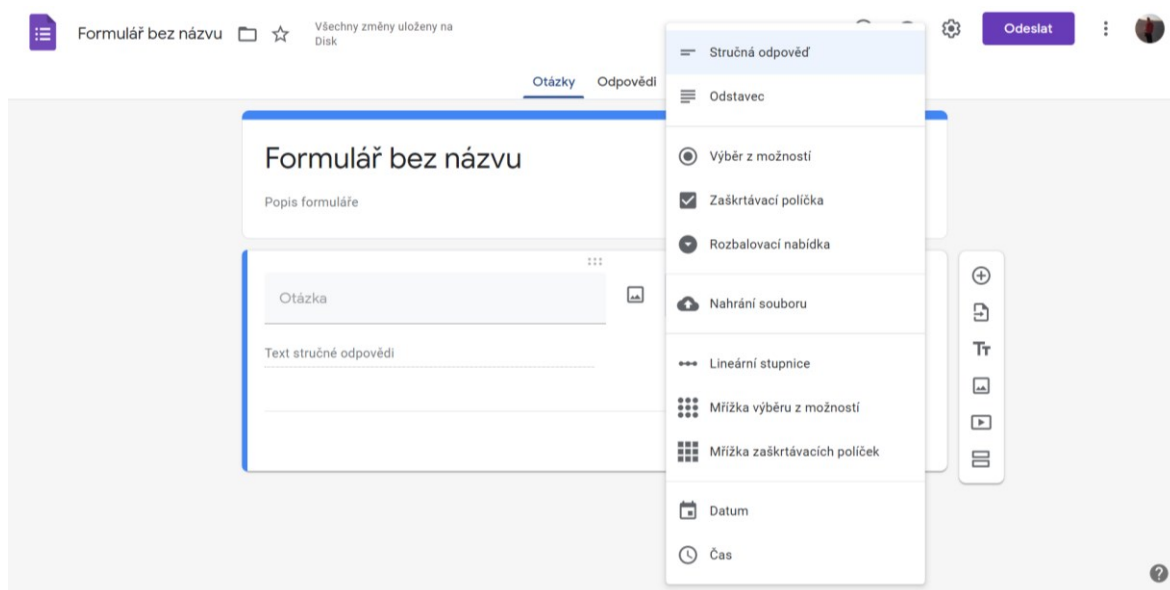 Formulář bez názvu
Všechny změny uloženy na
Disk
Odeslat
Otázky Odpovědi
Formulář bez názvu
Popis formuláře
Otázka
Text stručné odpovědi
Stručná odpověď
Odstavec
Výběr z možností
Zaškrtávací políčka
Rozbalovací nabídka
Nahrání souboru
Lineární stupnice
Mřížka výběru z možností
Mřížka zaškrtávacích políček
Datum
Čas
Tт